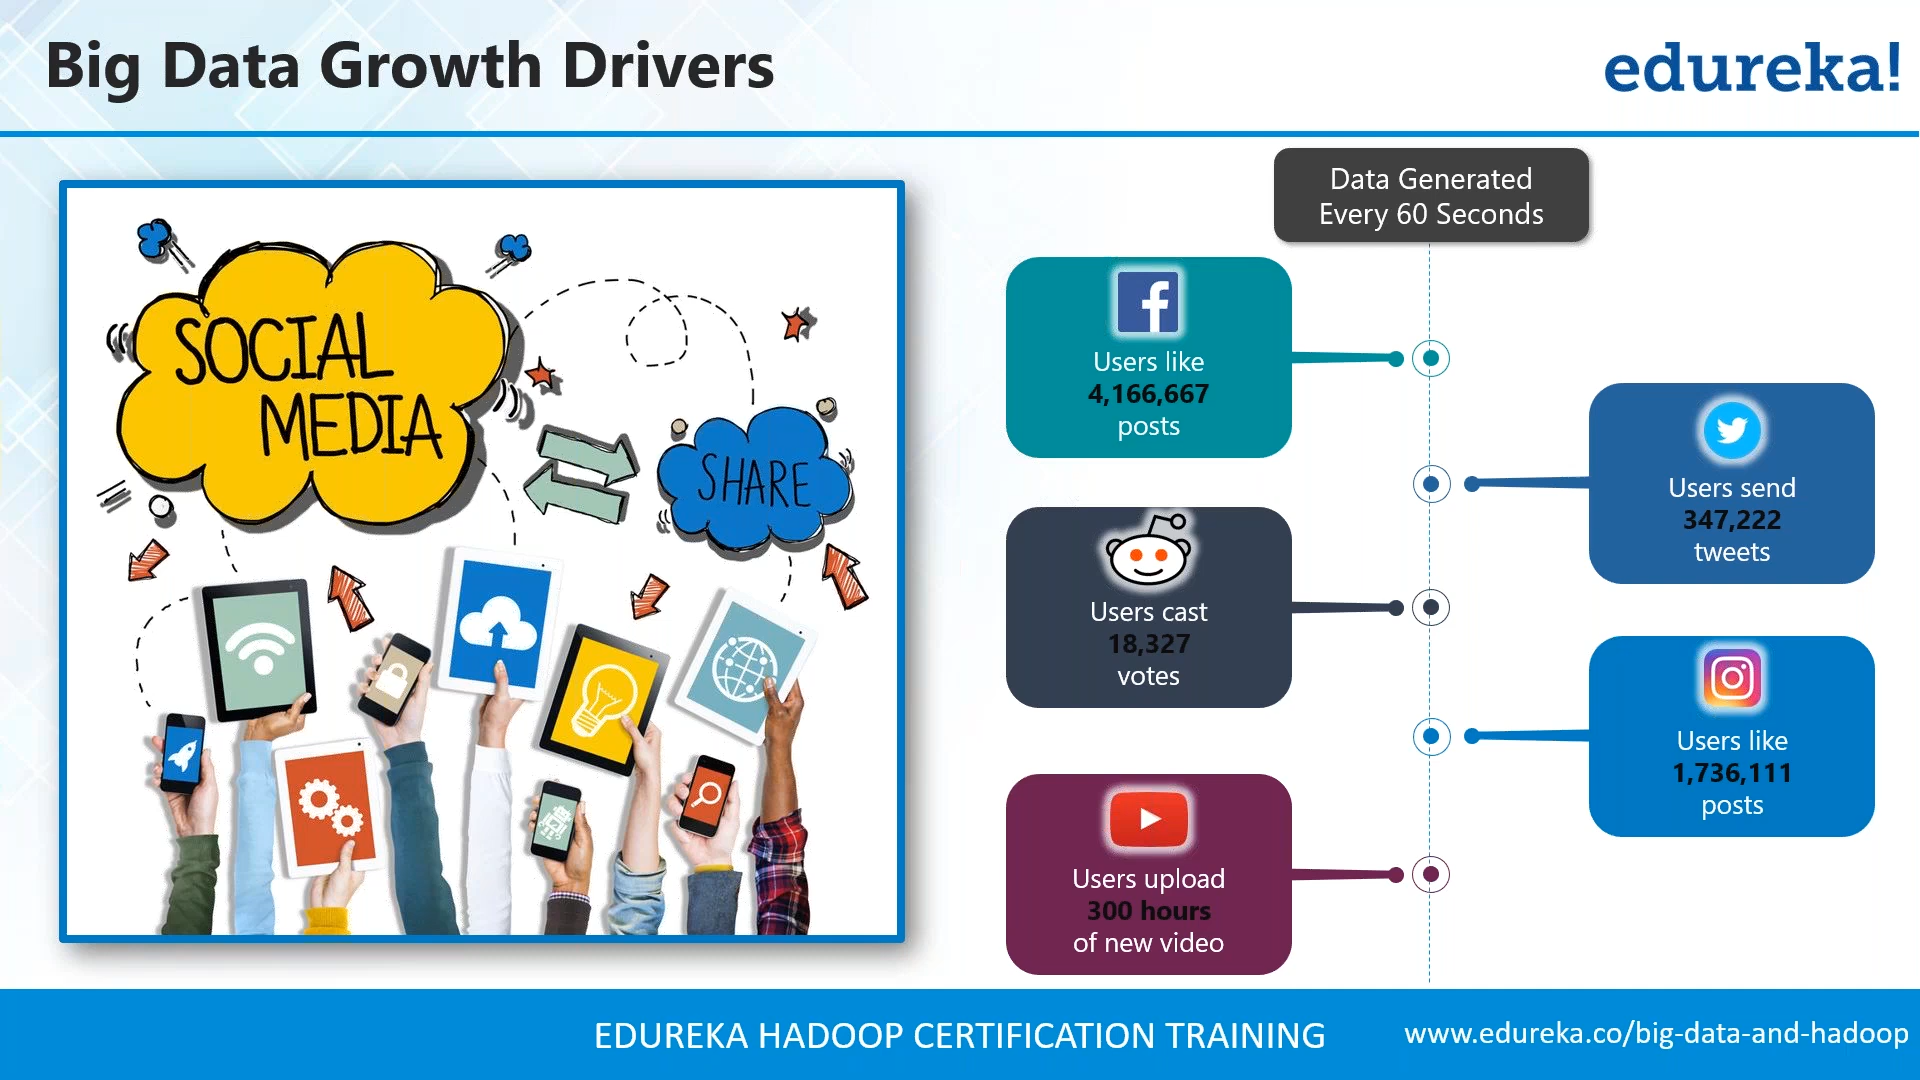 Big Data Growth Drivers
edureka!
SOCIAL
MEDIA
SHARE
Data Generated
Every 60 Seconds
Users like
4,166,667
posts
Users send
347,222
tweets
Users cast
18,327
votes
Users like
1,736,111
posts
Users upload
300 hours
of new video
EDUREKA HADOOP CERTIFICATION TRAINING
www.edureka.co/big-data-and-hadoop